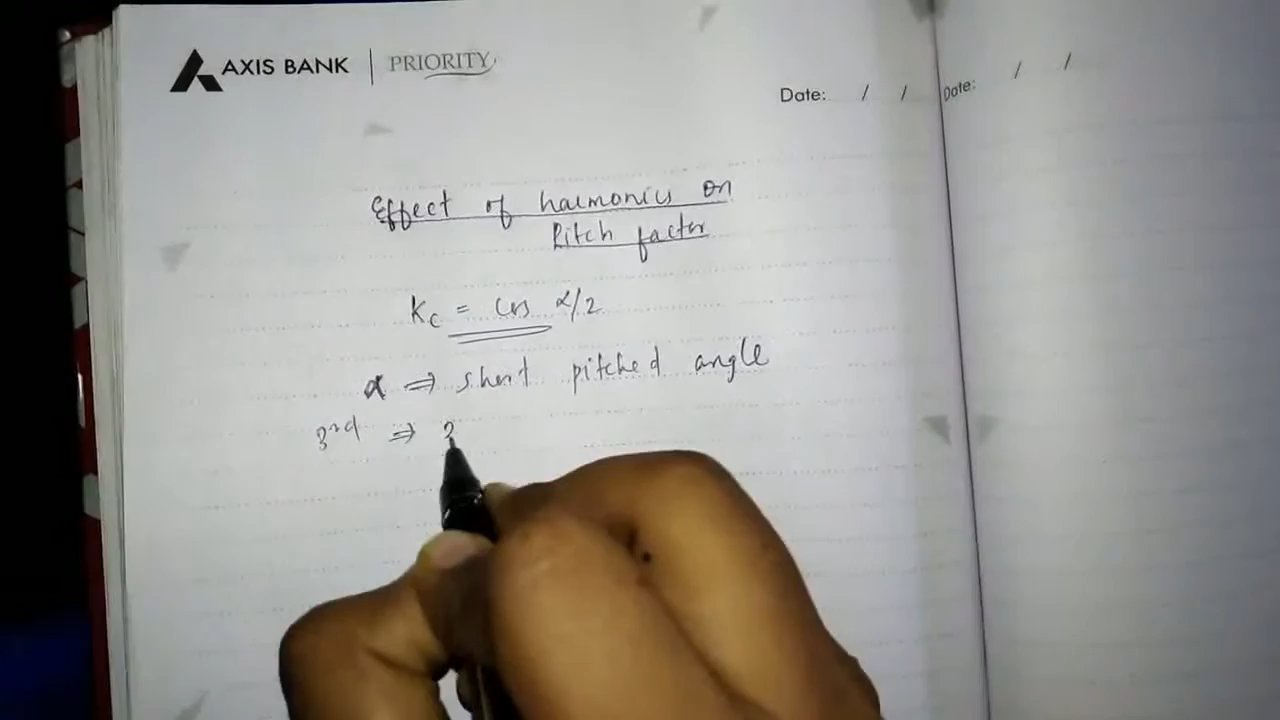 AXIS BANK | PRIORITY
Date: / /
Date: / /
Effect of harmonics on
Pitch factor
Kc = cos α/2
α ⇒ short pitched angle
3rd ⇒ 3